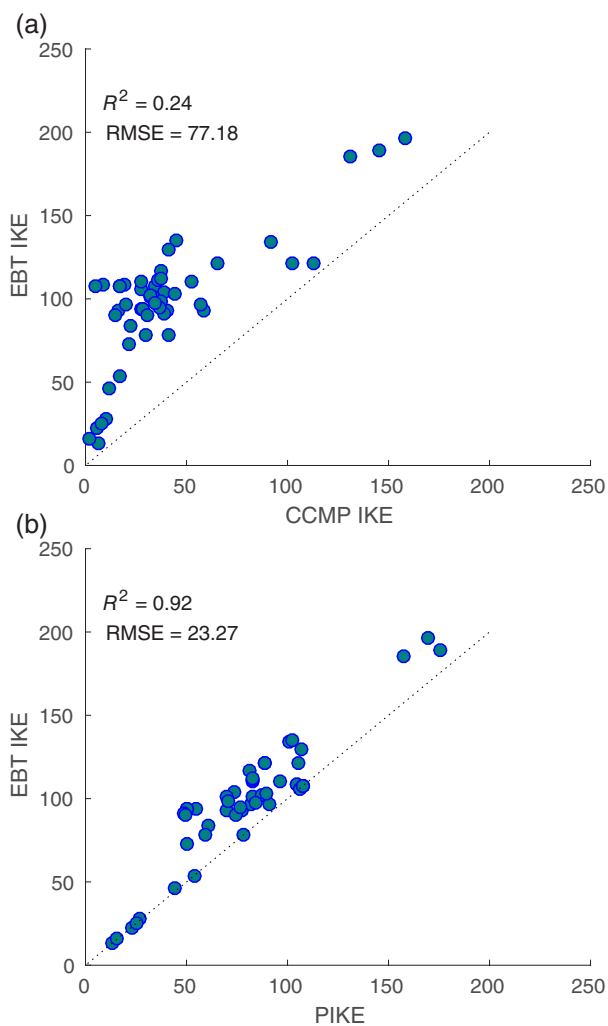 (a)
250
200
150
100
50
0
EBT IKE
R² = 0.24
RMSE = 77.18
0 50 100 150 200 250
CCMP IKE
(b)
250
200
150
100
50
0
EBT IKE
R² = 0.92
RMSE = 23.27
0 50 100 150 200 250
PIKE